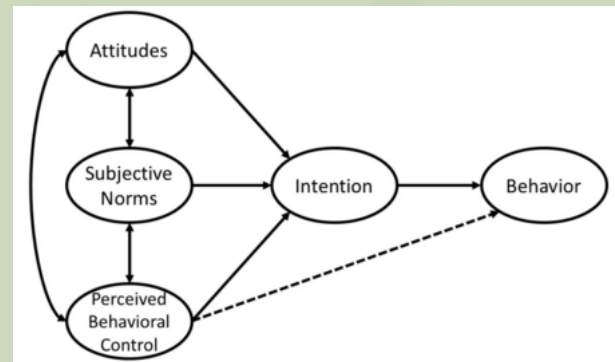 Attitudes
Subjective
Norms
Intention
Behavior
Perceived
Behavioral
Control